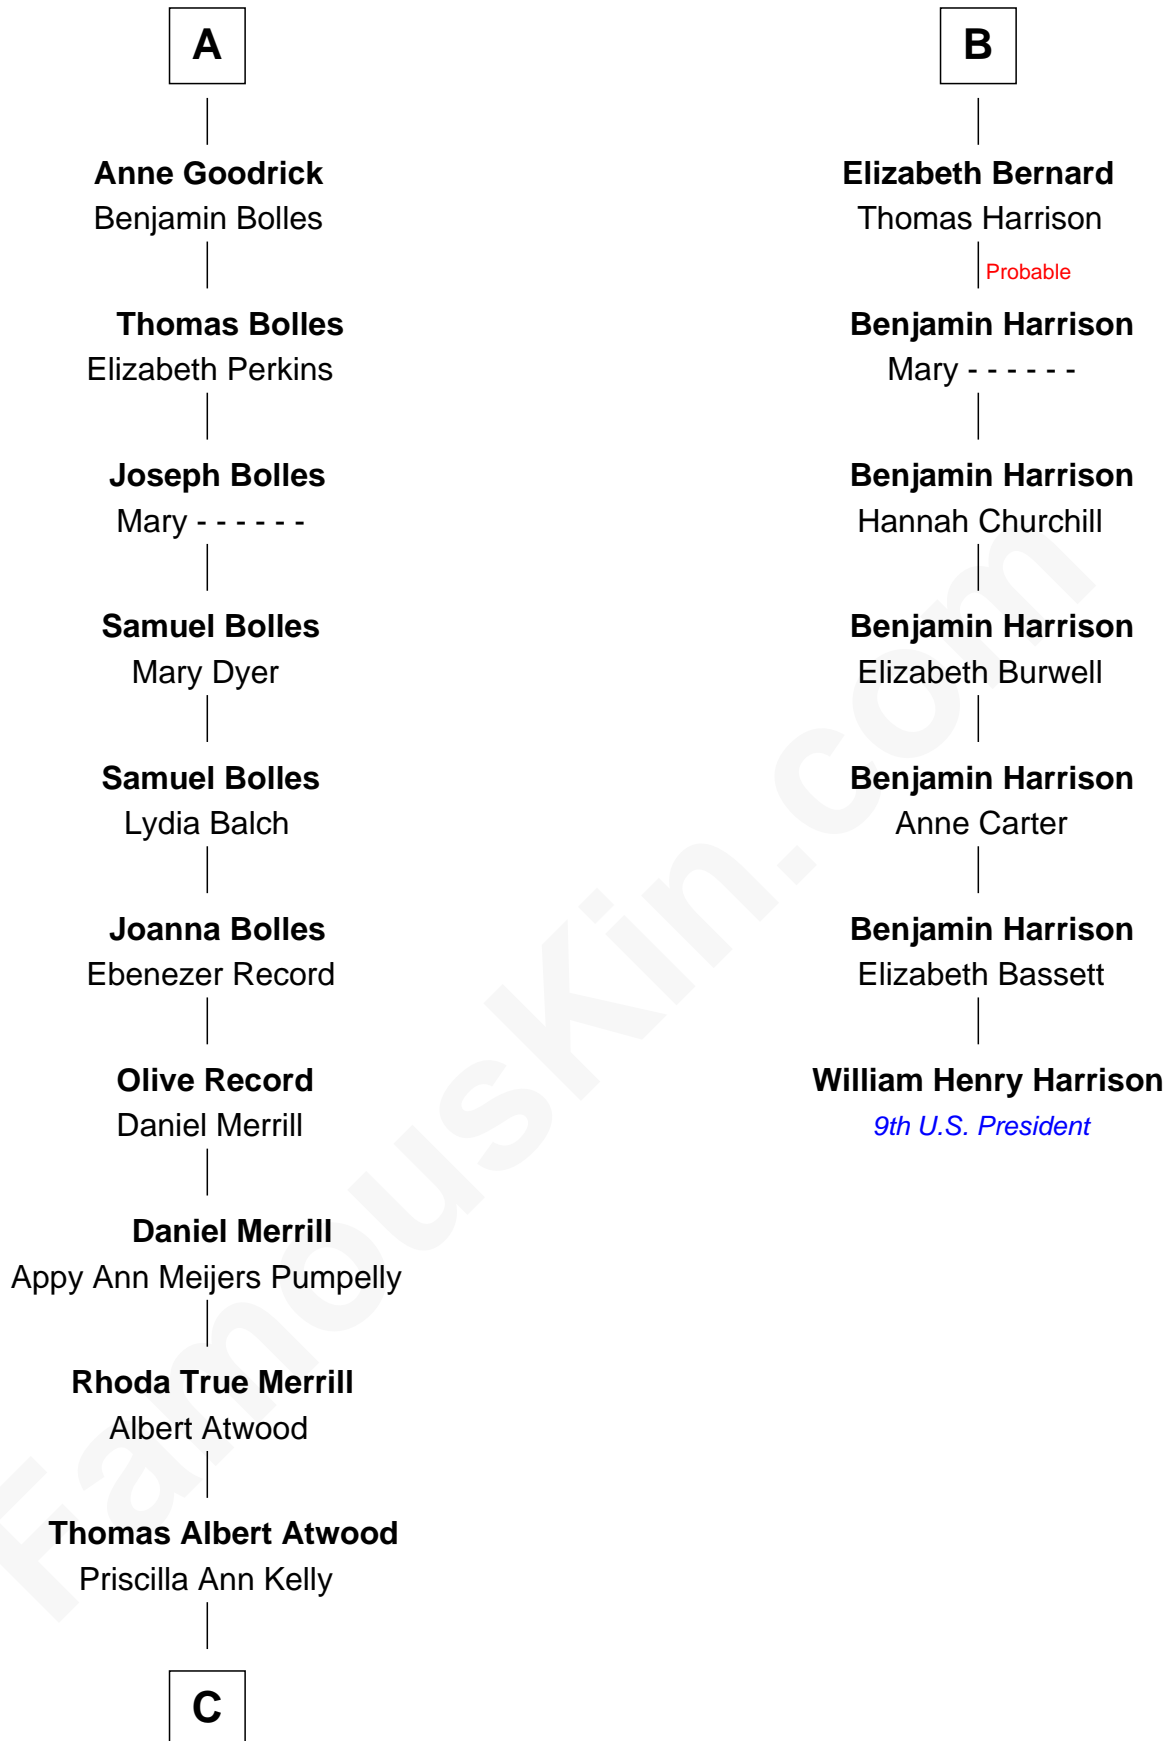 A
Anne Goodrick
Benjamin Bolles
Thomas Bolles
Elizabeth Perkins
Joseph Bolles
Mary - - - - - -
Samuel Bolles
Mary Dyer
Samuel Bolles
Lydia Balch
Joanna Bolles
Ebenezer Record
Olive Record
Daniel Merrill
Daniel Merrill
Appy Ann Meijers Pumpelly
Rhoda True Merrill
Albert Atwood
Thomas Albert Atwood
Priscilla Ann Kelly
C
B
Elizabeth Bernard
Thomas Harrison
Probable
Benjamin Harrison
Mary - - - - - -
Benjamin Harrison
Hannah Churchill
Benjamin Harrison
Elizabeth Burwell
Benjamin Harrison
Anne Carter
Benjamin Harrison
Elizabeth Bassett
William Henry Harrison
9th U.S. President
FamousKin.com